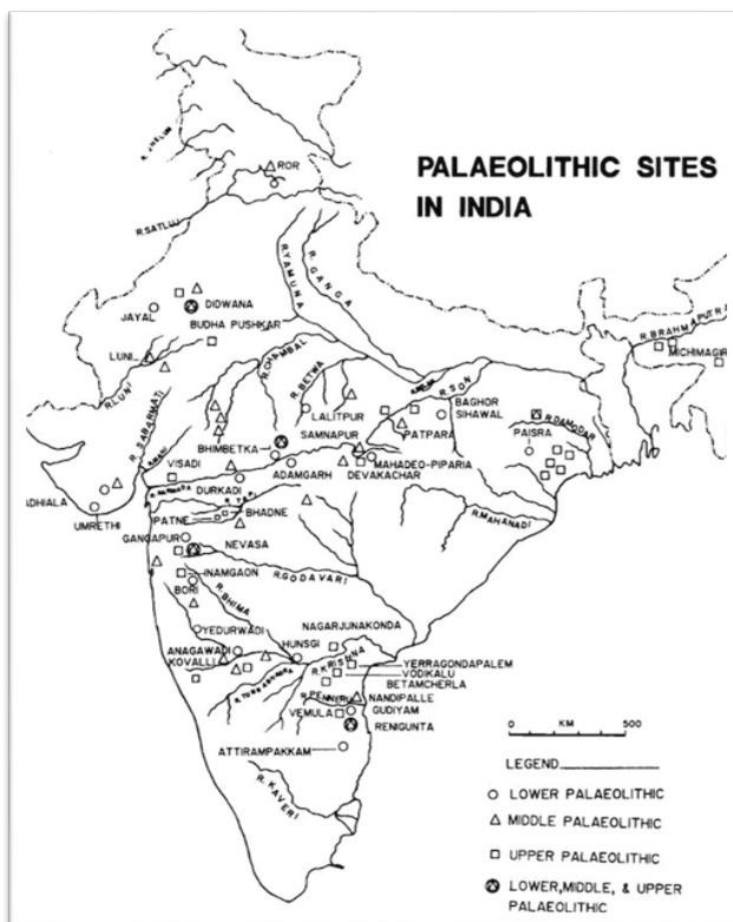 PALAEOLITHIC SITES
IN INDIA
ROR
R.SATLUJ
R.YAMUNA
R. GANGA
DIDWANA
JAYAL
BUDHA PUSHKAR
R.BRAHMAPUTRA
MICHIMAGIR
LUNI
R.LUNI
R.CHAMBAL
R.BETWA
R.SON
R. SABARMATI
LALITPUR
BAGHOR
SIHAWAL
SAMNAPUR
PATPARA
R.DAMODAR
PAISRA
BHIMBETKA
VISADI
ADAMGARH
MAHADEO-PIPARIA
DEVAKACHAR
DURKADI
ADHIALA
UMRETHI
R.NARMADA
PATNE
BHADNE
R.MAHANADI
GANGAPUR
NEVASA
INAMGAON
R.GODAVARI
BORI
R.BHIMA
NAGARJUNAKONDA
YEDURWADI
ANAGAWADI
HUNSGI
KOVALLI
R.KRISHNA
YERRAGONDAPALEM
VODIKALU
BETAMCHERLA
NANDIPALLE
VEMULA
GUDIYAM
RENIGUNTA
ATTIRAMPAKKAM
R. KAVERI
0 KM 500
LEGEND
LOWER PALAEOLITHIC
MIDDLE PALAEOLITHIC
UPPER PALAEOLITHIC
LOWER,MIDDLE, & UPPER
PALAEOLITHIC